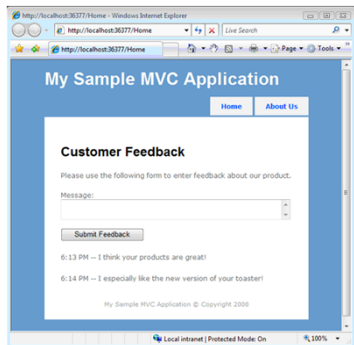 http://localhost:36377/Home - Windows Internet Explorer
http://localhost:36377/Home
Live Search
http://localhost:36377/Home
Page
Tools
My Sample MVC Application
Home
About Us
Customer Feedback
Please use the following form to enter feedback about our product.
Message:
Submit Feedback
6:13 PM -- I think your products are great!
6:14 PM -- I especially like the new version of your toaster!
My Sample MVC Application © Copyright 2008
Local intranet | Protected Mode: On
100%